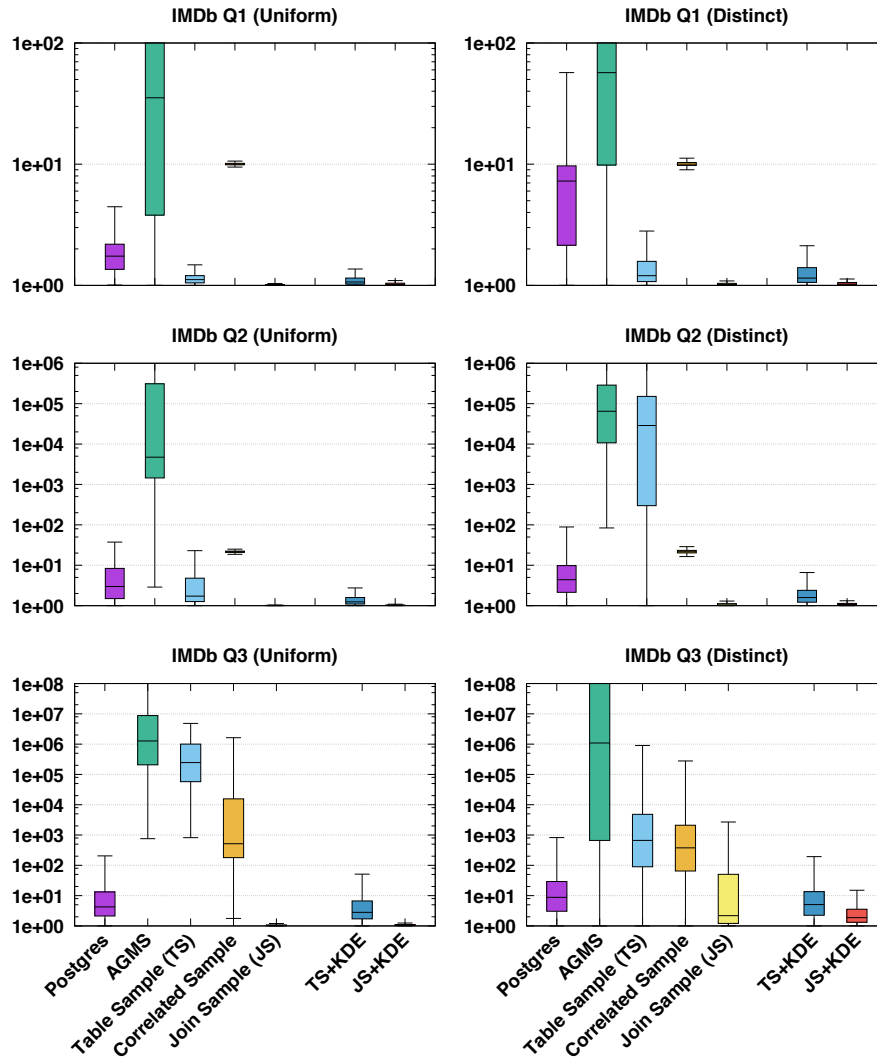 IMDb Q1 (Uniform)
1e+02
1e+01
1e+00
IMDb Q1 (Distinct)
1e+02
1e+01
1e+00
IMDb Q2 (Uniform)
1e+06
1e+05
1e+04
1e+03
1e+02
1e+01
1e+00
IMDb Q2 (Distinct)
1e+06
1e+05
1e+04
1e+03
1e+02
1e+01
1e+00
IMDb Q3 (Uniform)
1e+08
1e+07
1e+06
1e+05
1e+04
1e+03
1e+02
1e+01
1e+00
Postgres
AGMS
Table Sample (TS)
Correlated Sample
Join Sample (JS)
TS+KDE
JS+KDE
IMDb Q3 (Distinct)
1e+08
1e+07
1e+06
1e+05
1e+04
1e+03
1e+02
1e+01
1e+00
Postgres
AGMS
Table Sample (TS)
Correlated Sample
Join Sample (JS)
TS+KDE
JS+KDE